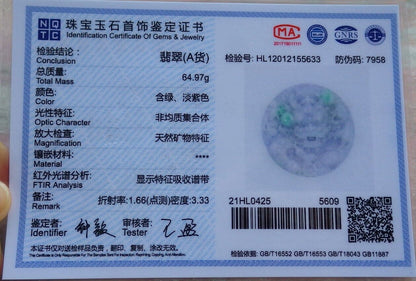 NQTC
珠宝玉石首饰鉴定证书
Identification Certificate Of Gems & Jewelry
MA
GNRS
检验结论: 翡翠(A货)
Conclusion
检验号: HL12012155633 防伪码: 7958
总质量: 64.97g
Total Mass
颜色: 含绿、淡紫色
Color
光性特征: 非均质集合体
Optic Character
放大检查: 天然矿物特征
Magnification
镶嵌材料: ****
Material
红外光谱分析: 显示特征吸收谱带
FTIR Analysis
备注: 折射率:1.66(点测)密度:3.33
Remark
21HL0425 5609
鉴定者
Identifier
审核者
Tester
本证书仅对送检样品负责、翻印、复制、涂改无效。
检验依据: GB/T16552 GB/T16553 GB/T18043 GB11887